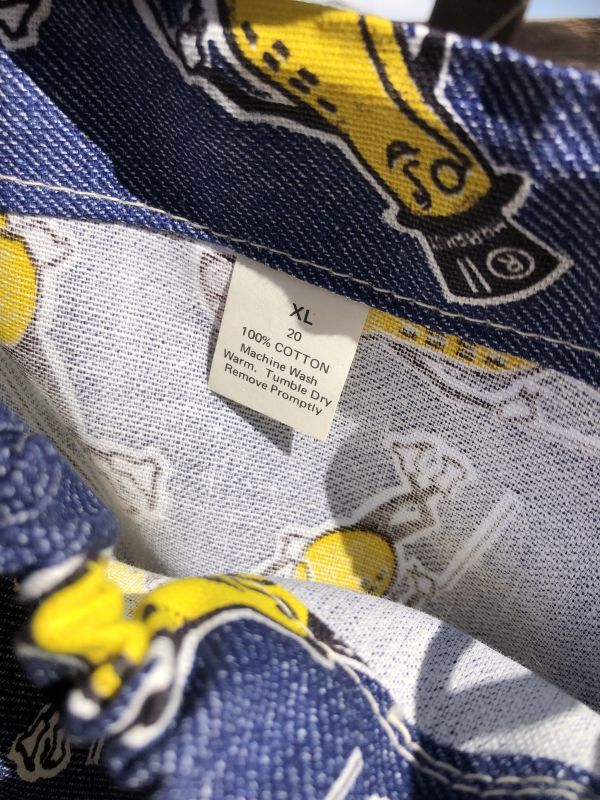 ®
XL
20
100% COTTON
Machine Wash
Warm. Tumble Dry
Remove Promptly